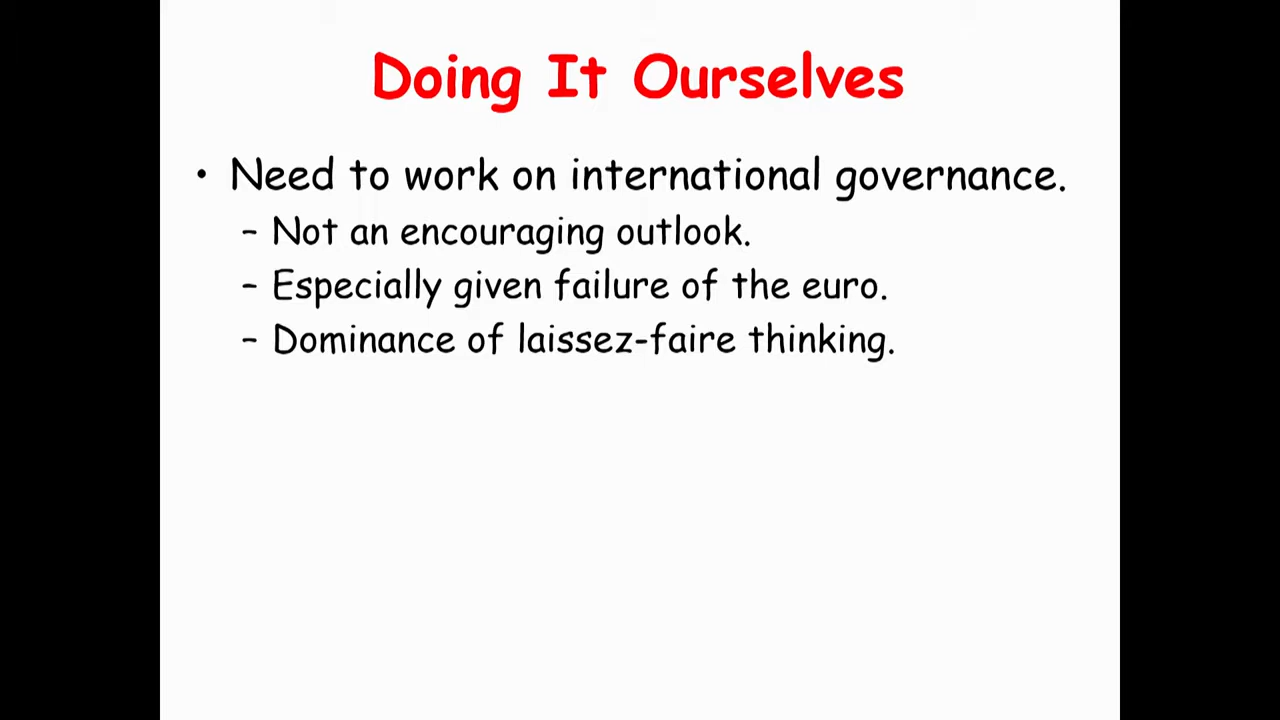 Doing It Ourselves
• Need to work on international governance.
– Not an encouraging outlook.
– Especially given failure of the euro.
– Dominance of laissez-faire thinking.